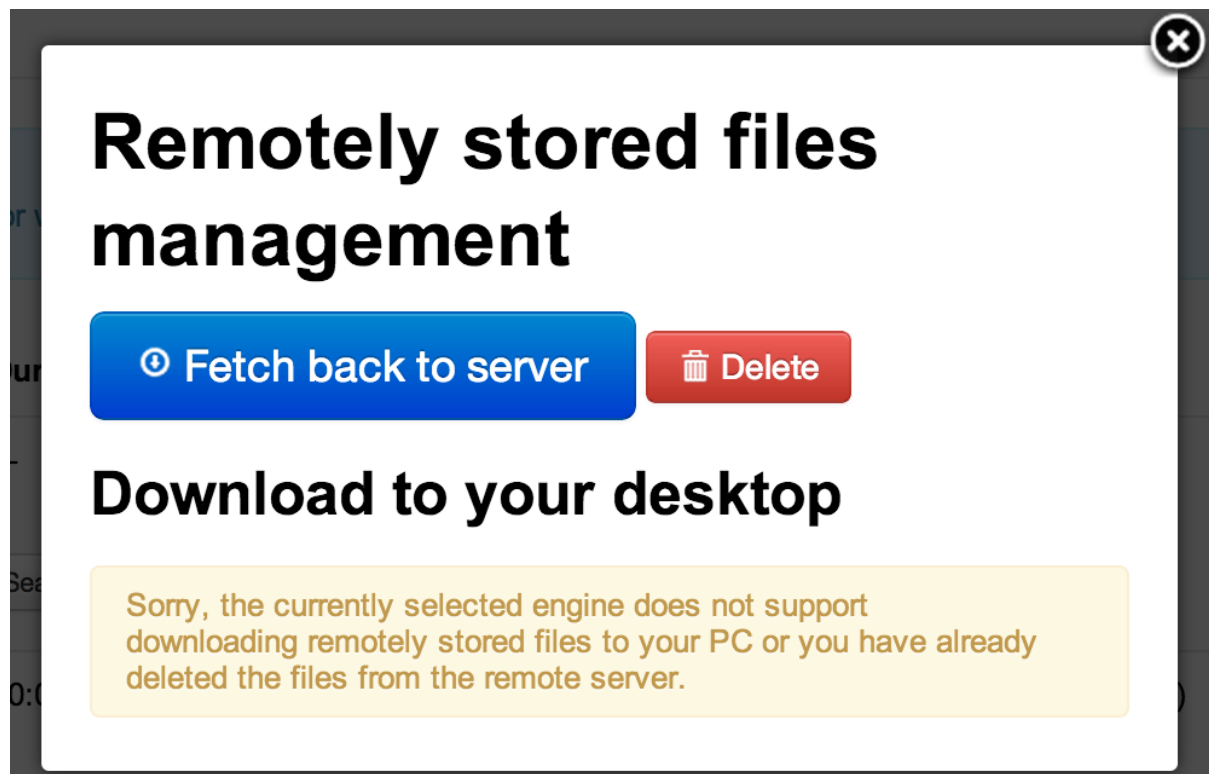 Remotely stored files
management
Fetch back to server
Delete
Download to your desktop
Sorry, the currently selected engine does not support
downloading remotely stored files to your PC or you have already
deleted the files from the remote server.